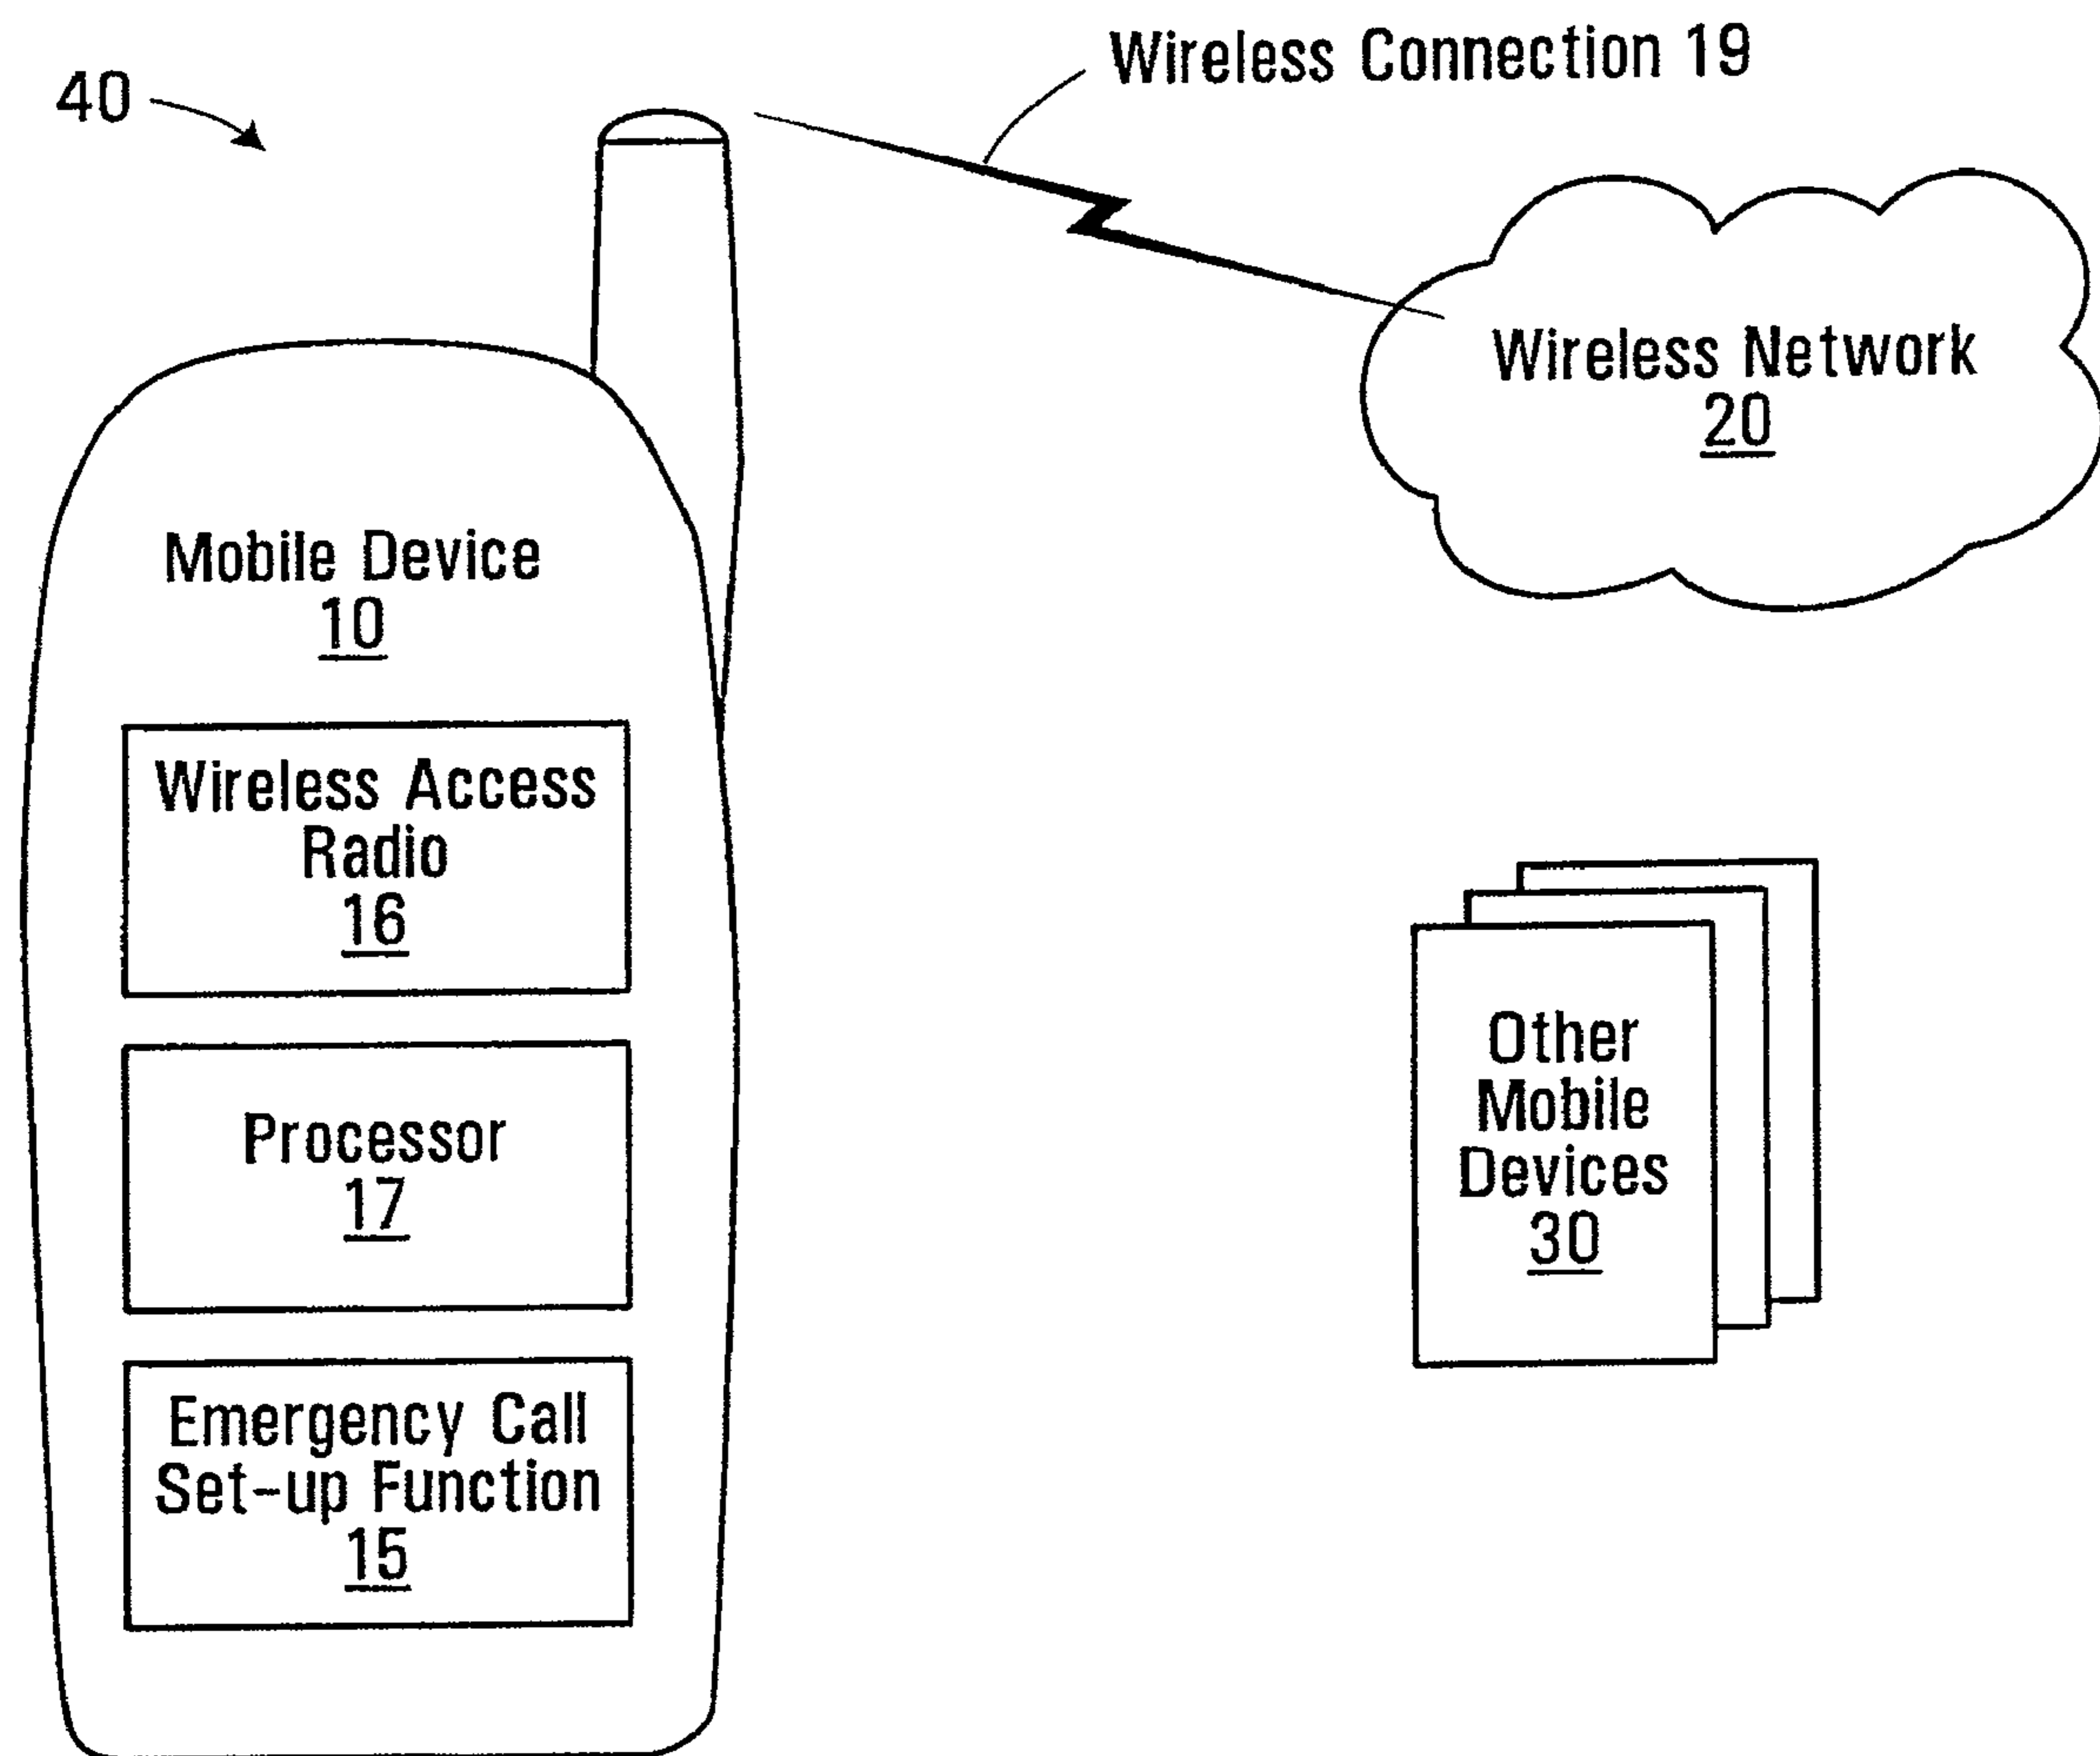 40
Wireless Connection 19
Wireless Network
20
Mobile Device
10
Wireless Access
Radio
16
Processor
17
Emergency Call
Set-up Function
15
Other
Mobile
Devices
30